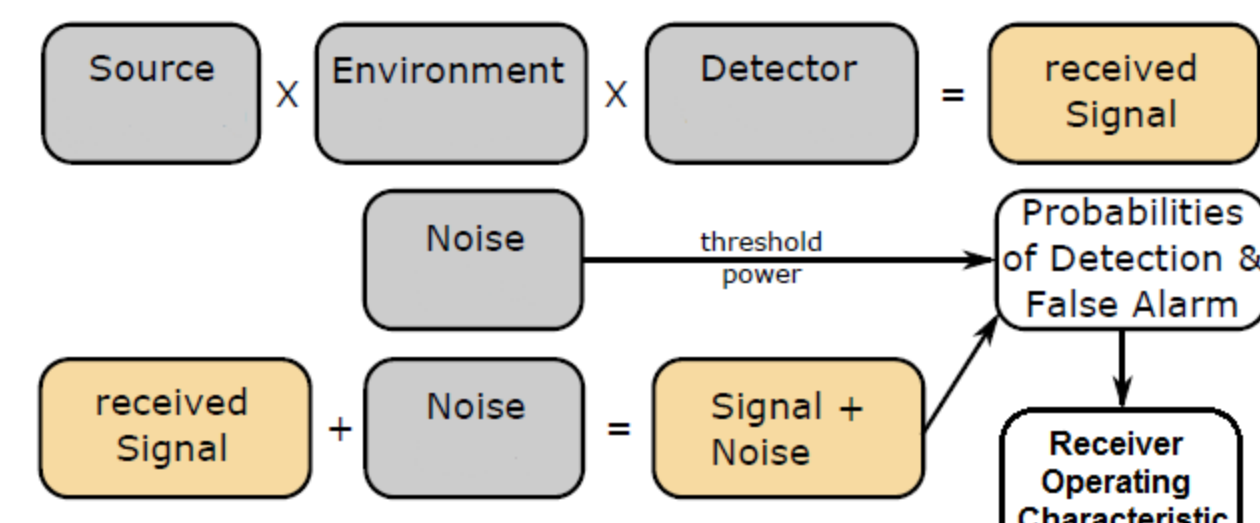 Source X Environment X Detector = received
Signal
Noise
threshold
power
Probabilities
of Detection &
False Alarm
received
Signal
+
Noise
=
Signal +
Noise
Receiver
Operating
Characteristic